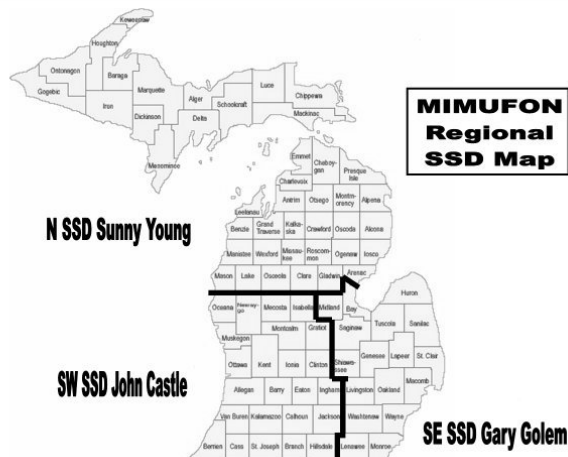 Keweenaw
Houghton
Ontonagon
Baraga
Gogebic
Iron
Marquette
Dickinson
Menominee
Alger
Delta
Schoolcraft
Luce
Chippewa
Mackinac
MIMUFON
Regional
SSD Map
Emmet
Cheboy-
gan
Presque
Isle
Charlevoix
Antrim
Otsego
Montm-
orency
Alpena
Leelanau
N SSD Sunny Young
Benzie
Grand
Traverse
Kalka-
ska
Crawford
Oscoda
Alcona
Manistee
Wexford
Missau-
kee
Roscom-
mon
Ogemaw
Iosco
Mason
Lake
Osceola
Clare
Gladwin
Arenac
Huron
Oceana
Neway-
go
Mecosta
Isabella
Midland
Bay
Tuscola
Sanilac
Montcalm
Gratiot
Saginaw
Muskegon
Ottawa
Kent
Ionia
Clinton
Shiawa-
ssee
Genesee
Lapeer
St. Clair
SW SSD John Castle
Macomb
Allegan
Barry
Eaton
Ingham
Livingston
Oakland
Van Buren
Kalamazoo
Calhoun
Jackson
Washtenaw
Wayne
SE SSD Gary Golem
Berrien
Cass
St. Joseph
Branch
Hillsdale
Lenawee
Monroe